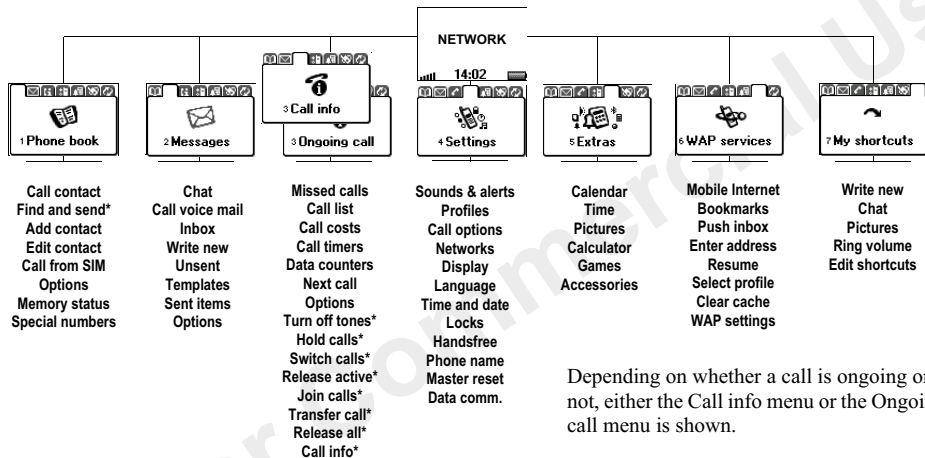 NETWORK
14:02
1 Phone book
2 Messages
3 Call info
3 Ongoing call
4 Settings
5 Extras
6 WAP services
7 My shortcuts
Call contact
Find and send*
Add contact
Edit contact
Call from SIM
Options
Memory status
Special numbers
Chat
Call voice mail
Inbox
Write new
Unsent
Templates
Sent items
Options
Missed calls
Call list
Call costs
Call timers
Data counters
Next call
Options
Turn off tones*
Hold calls*
Switch calls*
Release active*
Join calls*
Transfer call*
Release all*
Call info*
Sounds & alerts
Profiles
Call options
Networks
Display
Language
Time and date
Locks
Handsfree
Phone name
Master reset
Data comm.
Calendar
Time
Pictures
Calculator
Games
Accessories
Mobile Internet
Bookmarks
Push inbox
Enter address
Resume
Select profile
Clear cache
WAP settings
Write new
Chat
Pictures
Ring volume
Edit shortcuts
Depending on whether a call is ongoing or
not, either the Call info menu or the Ongoi
call menu is shown.
er Commercial Us